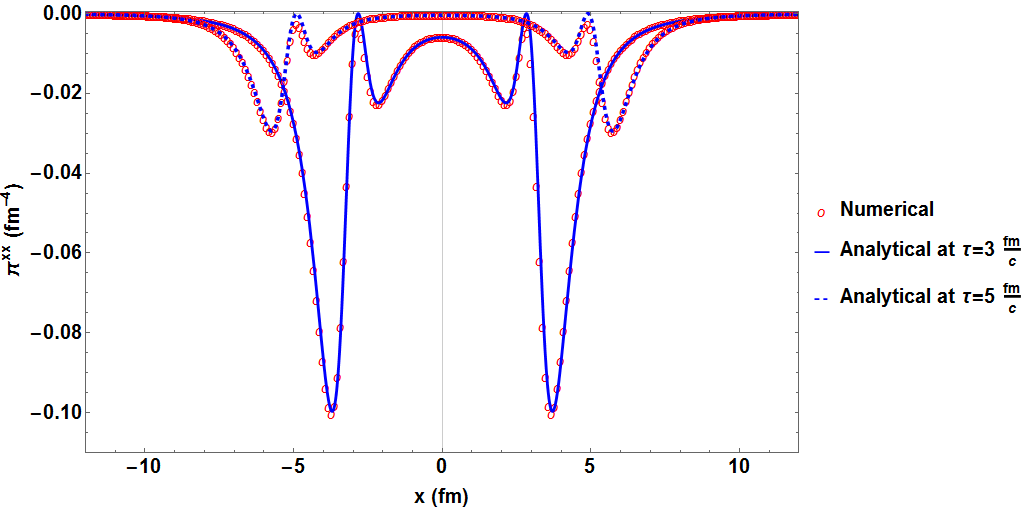 0.00
−0.02
−0.04
−0.06
−0.08
−0.10
π^xx (fm^−4)
−10
−5
0
5
10
x (fm)
o Numerical
— Analytical at τ=3 fm/c
-- Analytical at τ=5 fm/c